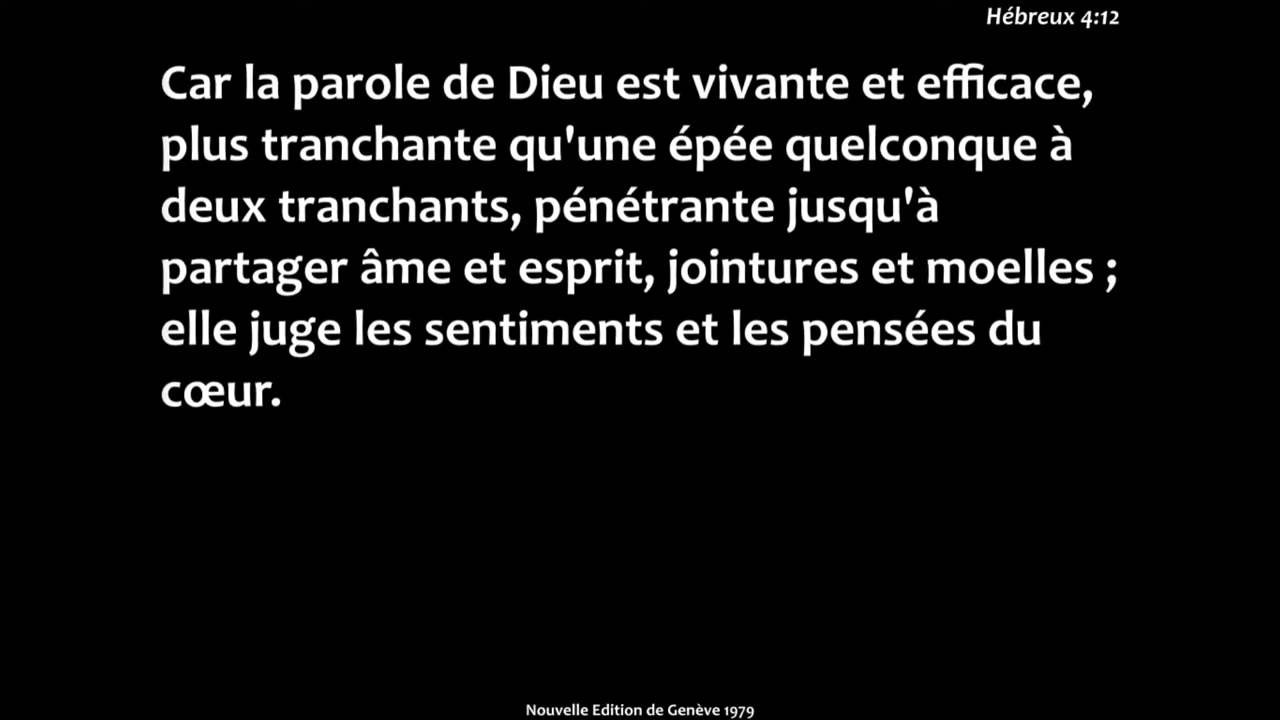 Hébreux 4:12
Car la parole de Dieu est vivante et efficace,
plus tranchante qu'une épée quelconque à
deux tranchants, pénétrante jusqu'à
partager âme et esprit, jointures et moelles ;
elle juge les sentiments et les pensées du
cœur.
Nouvelle Edition de Genève 1979